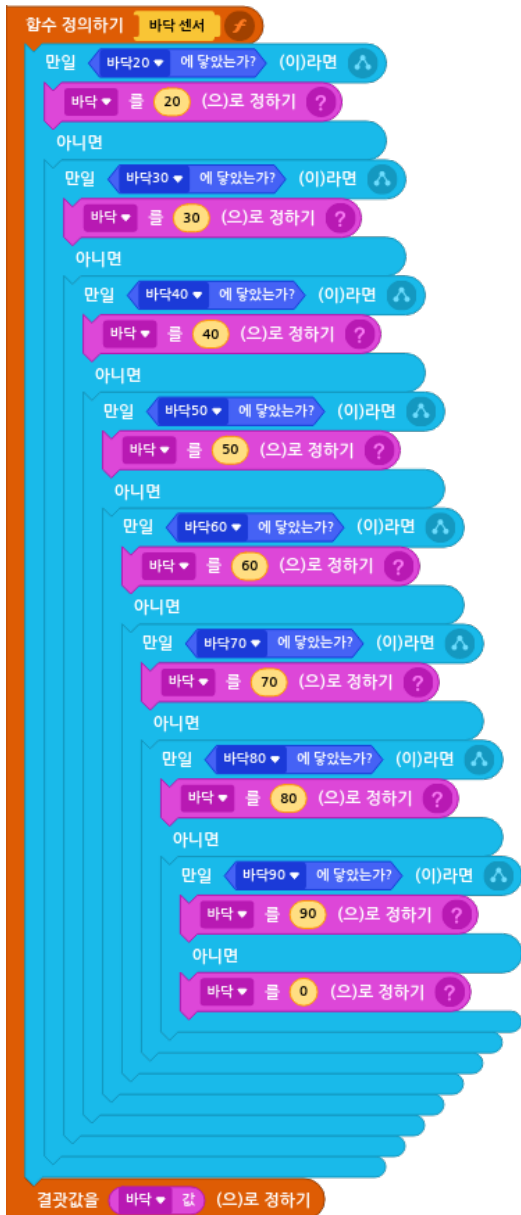 함수 정의하기 바닥 센서
만일 바닥20 에 닿았는가? (이)라면
바닥 를 20 (으)로 정하기 ?
아니면
만일 바닥30 에 닿았는가? (이)라면
바닥 를 30 (으)로 정하기 ?
아니면
만일 바닥40 에 닿았는가? (이)라면
바닥 를 40 (으)로 정하기 ?
아니면
만일 바닥50 에 닿았는가? (이)라면
바닥 를 50 (으)로 정하기 ?
아니면
만일 바닥60 에 닿았는가? (이)라면
바닥 를 60 (으)로 정하기 ?
아니면
만일 바닥70 에 닿았는가? (이)라면
바닥 를 70 (으)로 정하기 ?
아니면
만일 바닥80 에 닿았는가? (이)라면
바닥 를 80 (으)로 정하기 ?
아니면
만일 바닥90 에 닿았는가? (이)라면
바닥 를 90 (으)로 정하기 ?
아니면
바닥 를 0 (으)로 정하기 ?
결괏값을 바닥 값 (으)로 정하기